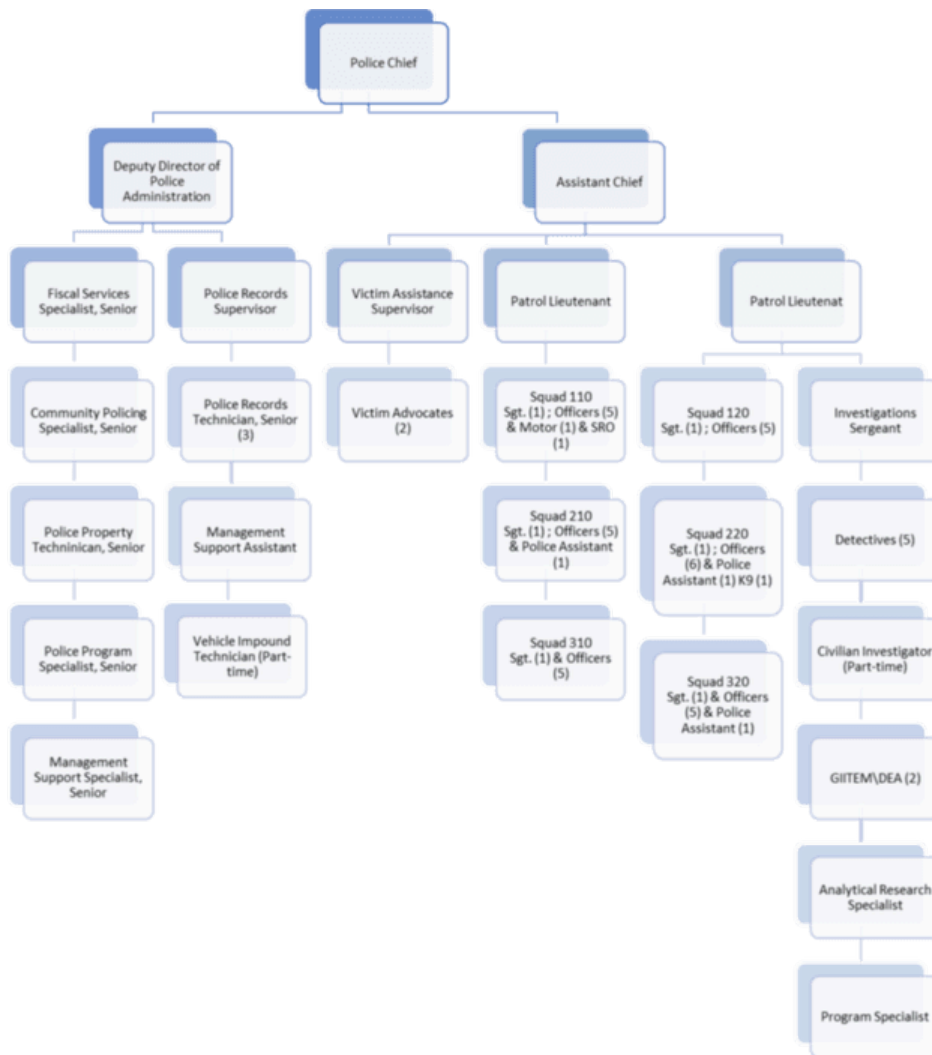 Police Chief
Deputy Director of
Police
Administration
Assistant Chief
Fiscal Services
Specialist, Senior
Police Records
Supervisor
Victim Assistance
Supervisor
Patrol Lieutenant
Patrol Lieutenat
Community Policing
Specialist, Senior
Police Records
Technician, Senior
(3)
Victim Advocates
(2)
Squad 110
Sgt. (1) ; Officers (5)
& Motor (1) & SRO
(1)
Squad 120
Sgt. (1) ; Officers (5)
Investigations
Sergeant
Police Property
Techninican, Senior
Management
Support Assistant
Squad 210
Sgt. (1) ; Officers (5)
& Police Assistant
(1)
Squad 220
Sgt. (1) ; Officers
(6) & Police
Assistant (1) K9 (1)
Detectives (5)
Police Program
Specialist, Senior
Vehicle Impound
Technician (Part-
time)
Squad 310
Sgt. (1) & Officers
(5)
Squad 320
Sgt. (1) & Officers
(5) & Police
Assistant (1)
Civilian Investigator
(Part-time)
Management
Support Specialist,
Senior
GIITEM\DEA (2)
Analytical Research
Specialist
Program Specialist